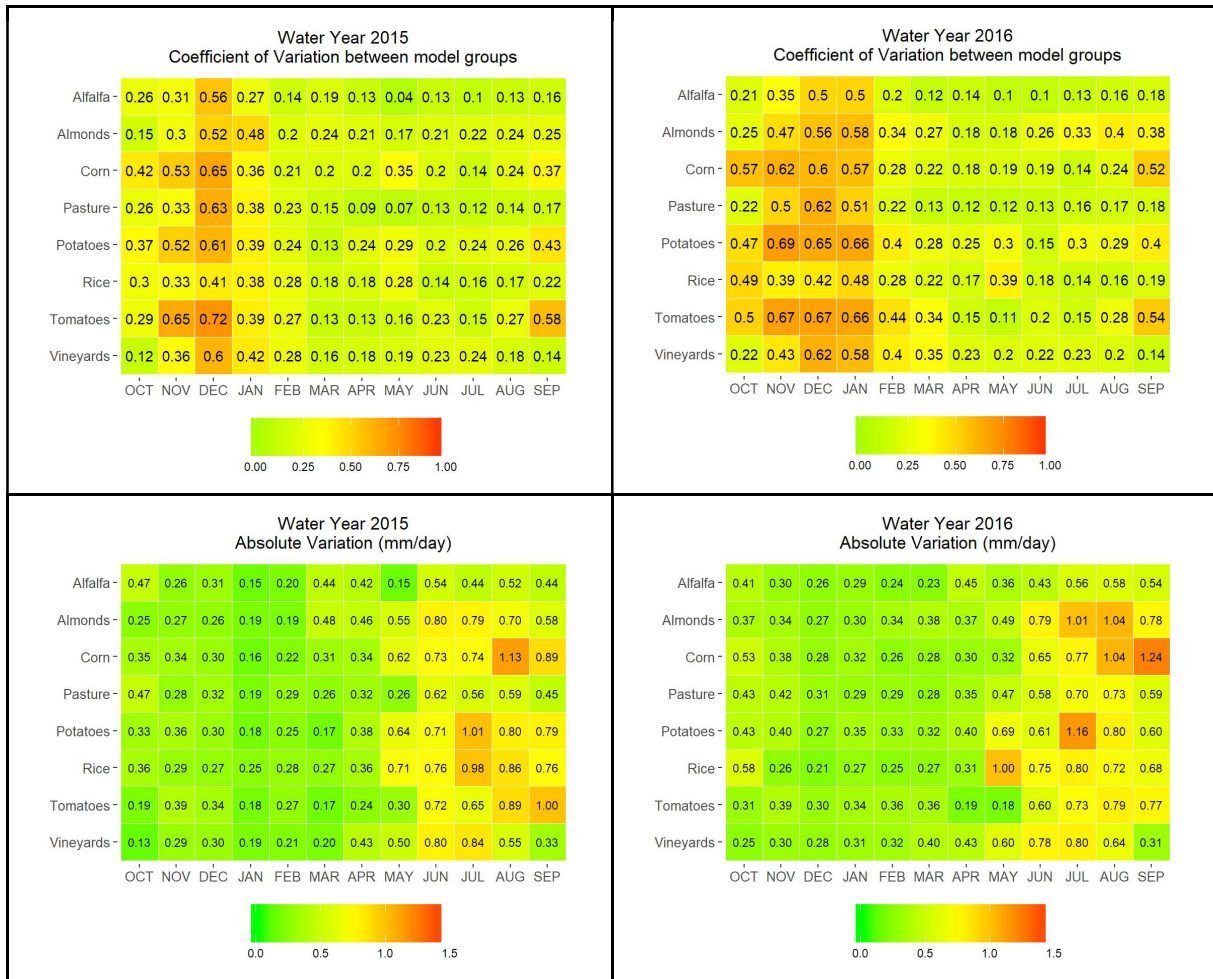 Water Year 2015
Coefficient of Variation between model groups
Alfalfa 0.26 0.31 0.56 0.27 0.14 0.19 0.13 0.04 0.13 0.1 0.13 0.16
Almonds 0.15 0.3 0.52 0.48 0.2 0.24 0.21 0.17 0.21 0.22 0.24 0.25
Corn 0.42 0.53 0.65 0.36 0.21 0.2 0.2 0.35 0.2 0.14 0.24 0.37
Pasture 0.26 0.33 0.63 0.38 0.23 0.15 0.09 0.07 0.13 0.12 0.14 0.17
Potatoes 0.37 0.52 0.61 0.39 0.24 0.13 0.24 0.29 0.2 0.24 0.26 0.43
Rice 0.3 0.33 0.41 0.38 0.28 0.18 0.18 0.28 0.14 0.16 0.17 0.22
Tomatoes 0.29 0.65 0.72 0.39 0.27 0.13 0.13 0.16 0.23 0.15 0.27 0.58
Vineyards 0.12 0.36 0.6 0.42 0.28 0.16 0.18 0.19 0.23 0.24 0.18 0.14
OCT NOV DEC JAN FEB MAR APR MAY JUN JUL AUG SEP
0.00 0.25 0.50 0.75 1.00
Water Year 2016
Coefficient of Variation between model groups
Alfalfa 0.21 0.35 0.5 0.5 0.2 0.12 0.14 0.1 0.1 0.13 0.16 0.18
Almonds 0.25 0.47 0.56 0.58 0.34 0.27 0.18 0.18 0.26 0.33 0.4 0.38
Corn 0.57 0.62 0.6 0.57 0.28 0.22 0.18 0.19 0.19 0.14 0.24 0.52
Pasture 0.22 0.5 0.62 0.51 0.22 0.13 0.12 0.12 0.13 0.16 0.17 0.18
Potatoes 0.47 0.69 0.65 0.66 0.4 0.28 0.25 0.3 0.15 0.3 0.29 0.4
Rice 0.49 0.39 0.42 0.48 0.28 0.22 0.17 0.39 0.18 0.14 0.16 0.19
Tomatoes 0.5 0.67 0.67 0.66 0.44 0.34 0.15 0.11 0.2 0.15 0.28 0.54
Vineyards 0.22 0.43 0.62 0.58 0.4 0.35 0.23 0.2 0.22 0.23 0.2 0.14
OCT NOV DEC JAN FEB MAR APR MAY JUN JUL AUG SEP
0.00 0.25 0.50 0.75 1.00
Water Year 2015
Absolute Variation (mm/day)
Alfalfa 0.47 0.26 0.31 0.15 0.20 0.44 0.42 0.15 0.54 0.44 0.52 0.44
Almonds 0.25 0.27 0.26 0.19 0.19 0.48 0.46 0.55 0.80 0.79 0.70 0.58
Corn 0.35 0.34 0.30 0.16 0.22 0.31 0.34 0.62 0.73 0.74 1.13 0.89
Pasture 0.47 0.28 0.32 0.19 0.29 0.26 0.32 0.26 0.62 0.56 0.59 0.45
Potatoes 0.33 0.36 0.30 0.18 0.25 0.17 0.38 0.64 0.71 1.01 0.80 0.79
Rice 0.36 0.29 0.27 0.25 0.28 0.27 0.36 0.71 0.76 0.98 0.86 0.76
Tomatoes 0.19 0.39 0.34 0.18 0.27 0.17 0.24 0.30 0.72 0.65 0.89 1.00
Vineyards 0.13 0.29 0.30 0.19 0.21 0.20 0.43 0.50 0.80 0.84 0.55 0.33
OCT NOV DEC JAN FEB MAR APR MAY JUN JUL AUG SEP
0.0 0.5 1.0 1.5
Water Year 2016
Absolute Variation (mm/day)
Alfalfa 0.41 0.30 0.26 0.29 0.24 0.23 0.45 0.36 0.43 0.56 0.58 0.54
Almonds 0.37 0.34 0.27 0.30 0.34 0.38 0.37 0.49 0.79 1.01 1.04 0.78
Corn 0.53 0.38 0.28 0.32 0.26 0.28 0.30 0.32 0.65 0.77 1.04 1.24
Pasture 0.43 0.42 0.31 0.29 0.29 0.28 0.35 0.47 0.58 0.70 0.73 0.59
Potatoes 0.43 0.40 0.27 0.35 0.33 0.32 0.40 0.69 0.61 1.16 0.80 0.60
Rice 0.58 0.26 0.21 0.27 0.25 0.27 0.31 1.00 0.75 0.80 0.72 0.68
Tomatoes 0.31 0.39 0.30 0.34 0.36 0.36 0.19 0.18 0.60 0.73 0.79 0.77
Vineyards 0.25 0.30 0.28 0.31 0.32 0.40 0.43 0.60 0.78 0.80 0.64 0.31
OCT NOV DEC JAN FEB MAR APR MAY JUN JUL AUG SEP
0.0 0.5 1.0 1.5